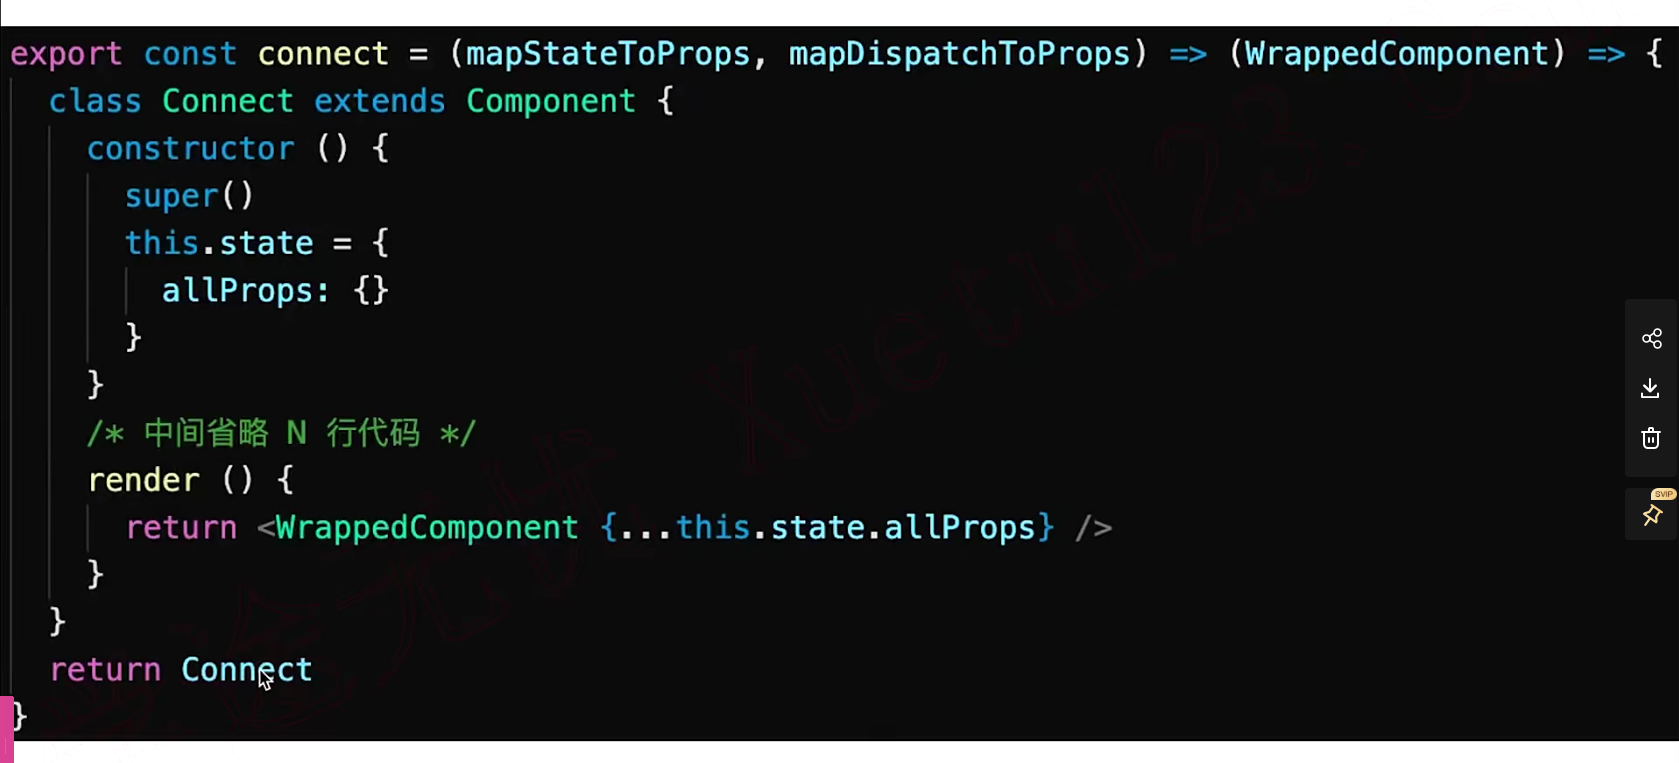 export const connect = (mapStateToProps, mapDispatchToProps) => (WrappedComponent) => {
class Connect extends Component {
constructor () {
super()
this.state = {
allProps: {}
}
}
/* 中间省略 N 行代码 */
render () {
return <WrappedComponent {...this.state.allProps} />
}
}
return Connect
}
SVIP